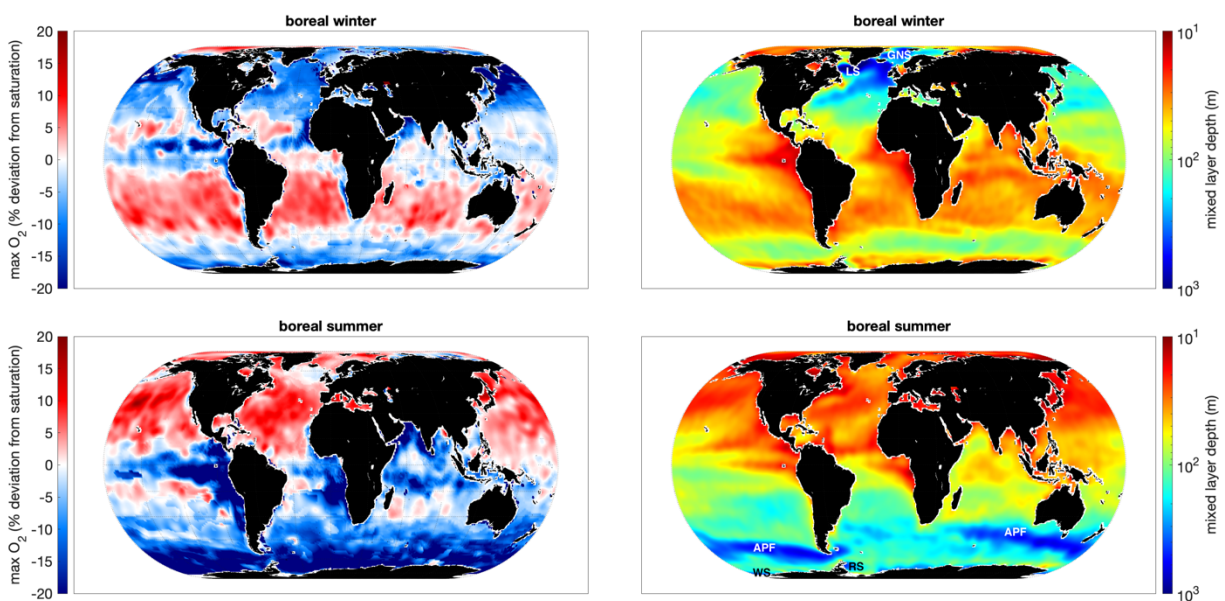 boreal winter
20
15
10
5
0
-5
-10
-15
-20
max O2 (% deviation from saturation)
boreal winter
GNS
LS
10^1
10^2
10^3
mixed layer depth (m)
boreal summer
20
15
10
5
0
-5
-10
-15
-20
max O2 (% deviation from saturation)
boreal summer
APF
APF
WS
RS
10^1
10^2
10^3
mixed layer depth (m)